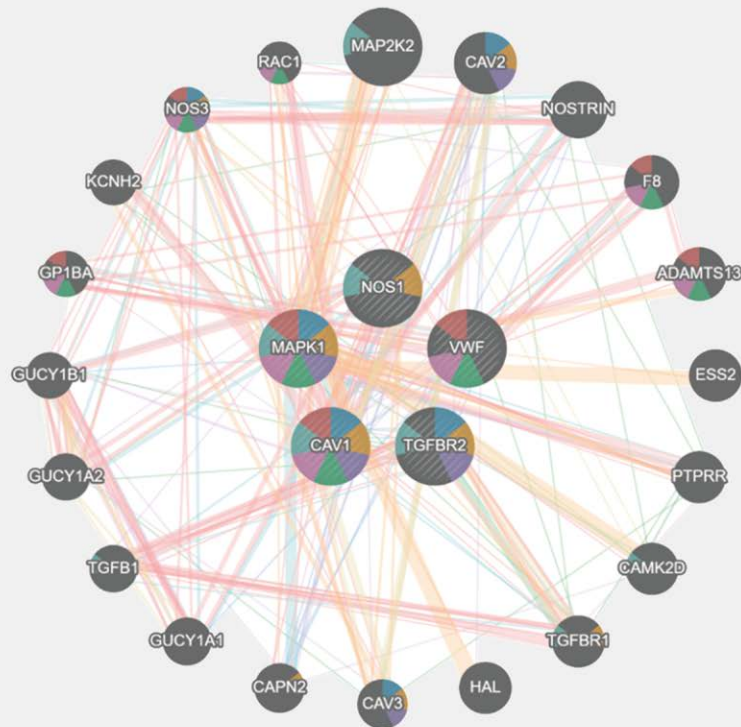 MAP2K2
RAC1
CAV2
NOS3
NOSTRIN
KCNH2
F8
GP1BA
ADAMTS13
NOS1
MAPK1
VWF
GUCY1B1
ESS2
CAV1
TGFBR2
GUCY1A2
PTPRR
TGFB1
CAMK2D
GUCY1A1
TGFBR1
CAPN2
CAV3
HAL